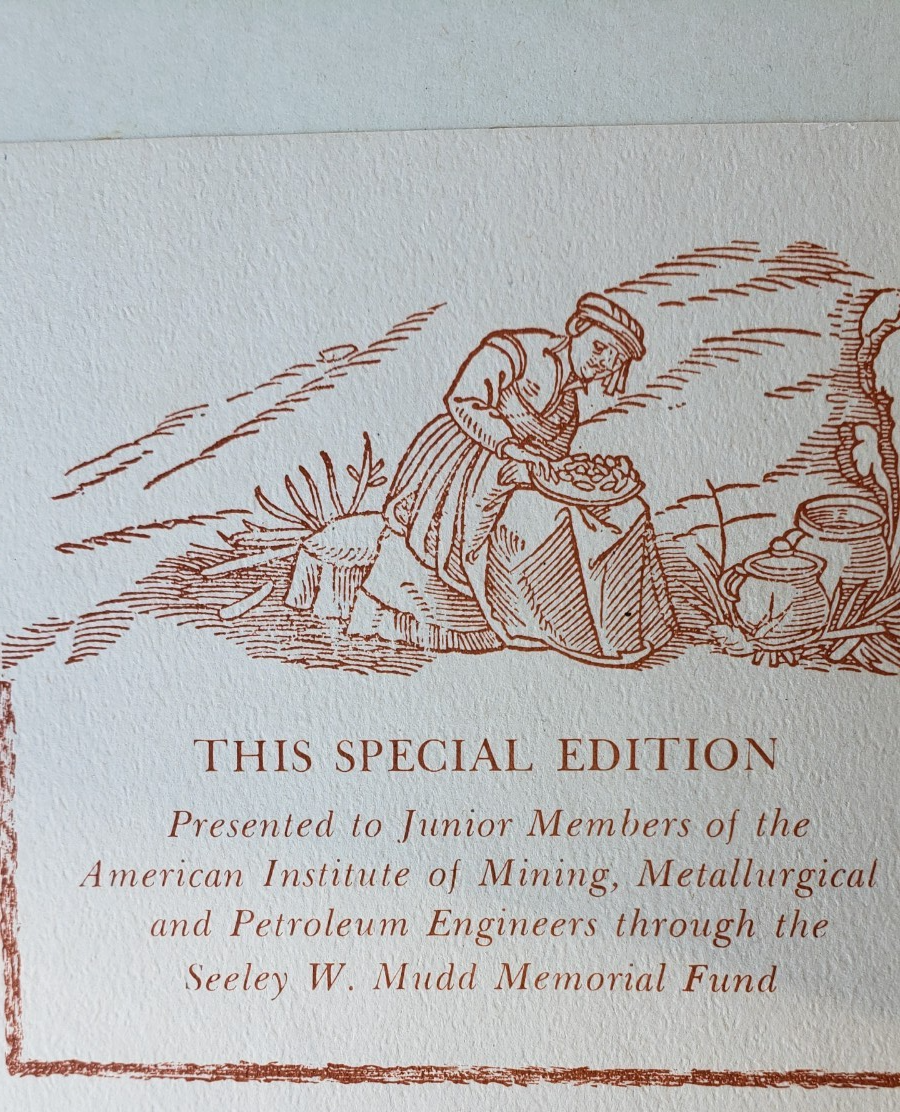 THIS SPECIAL EDITION
Presented to Junior Members of the
American Institute of Mining, Metallurgical
and Petroleum Engineers through the
Seeley W. Mudd Memorial Fund